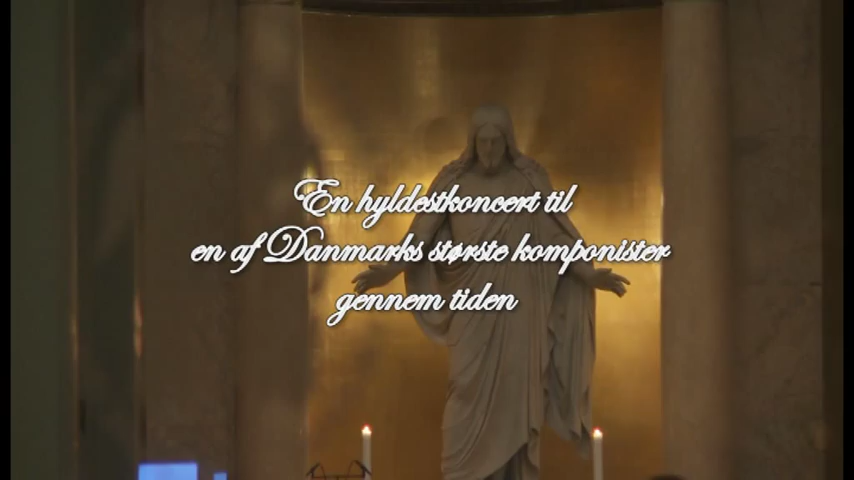 En hyldestkoncert til
en af Danmarks største komponister
gennem tiden